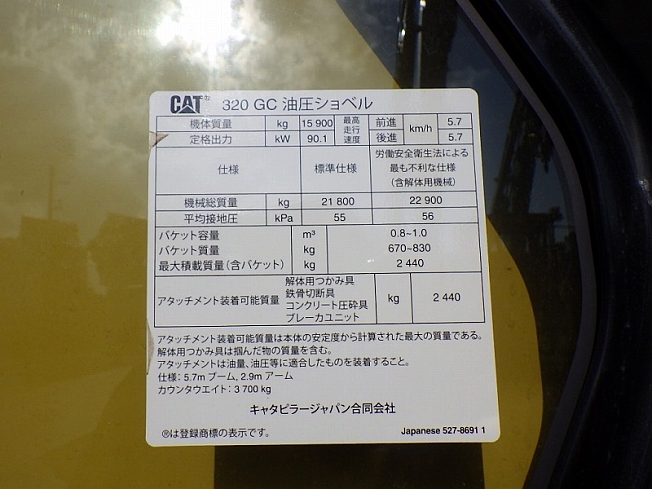 CAT® 320 GC 油圧ショベル
機体質量 kg 15 900 最高走行速度 前進 km/h 5.7
定格出力 kW 90.1 後進 5.7
仕様 標準仕様 労働安全衛生法による
最も不利な仕様
(含解体用機械)
機械総質量 kg 21 800 22 900
平均接地圧 kPa 55 56
バケット容量 m³ 0.8−1.0
バケット質量 kg 670−830
最大積載質量(含バケット) kg 2 440
アタッチメント装着可能質量 解体用つかみ具 kg 2 440
鉄骨切断具
コンクリート圧砕具
ブレーカユニット
アタッチメント装着可能質量は本体の安定度から計算された最大の質量である。
解体用つかみ具は掴んだ物の質量を含む。
アタッチメントは油量、油圧等に適合したものを装着すること。
仕様: 5.7m ブーム, 2.9m アーム
カウンタウエイト: 3 700 kg
キャタピラージャパン合同会社
®は登録商標の表示です。 Japanese 527-8691 1